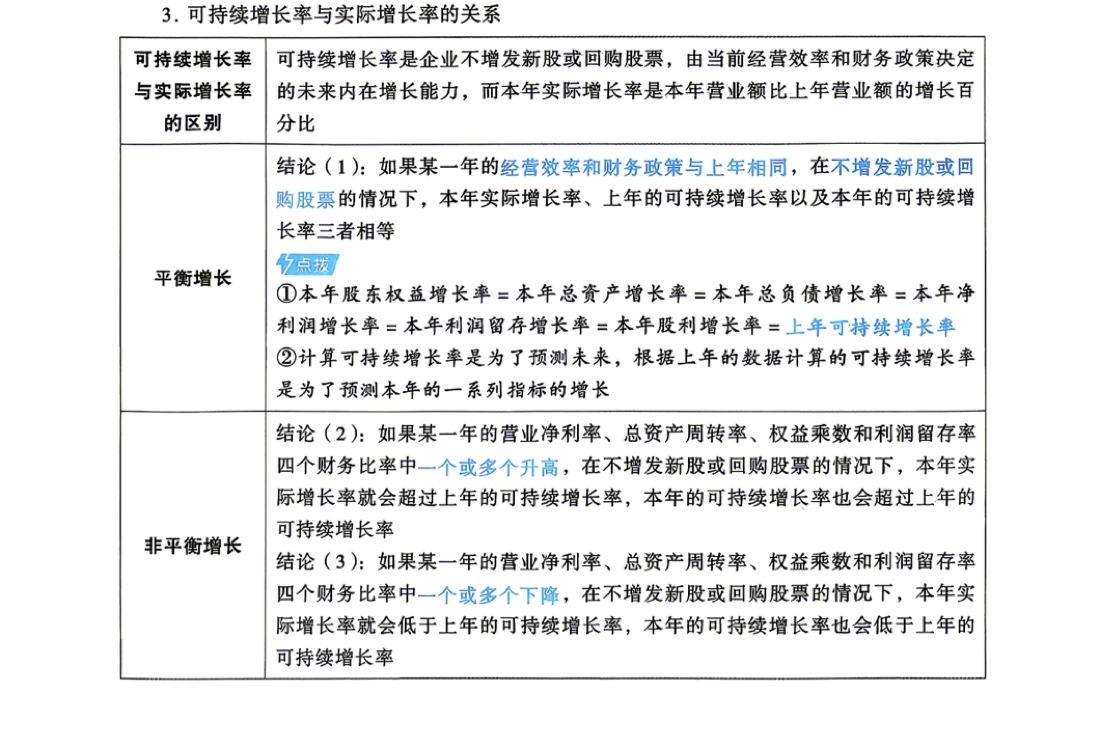 3. 可持续增长率与实际增长率的关系
可持续增长率
与实际增长率
的区别
可持续增长率是企业不增发新股或回购股票，由当前经营效率和财务政策决定
的未来内在增长能力，而本年实际增长率是本年营业额比上年营业额的增长百
分比
平衡增长
结论（1）：如果某一年的经营效率和财务政策与上年相同，在不增发新股或回
购股票的情况下，本年实际增长率、上年的可持续增长率以及本年的可持续增
长率三者相等
点拨
①本年股东权益增长率=本年总资产增长率=本年总负债增长率=本年净
利润增长率=本年利润留存增长率=本年股利增长率=上年可持续增长率
②计算可持续增长率是为了预测未来，根据上年的数据计算的可持续增长率
是为了预测本年的一系列指标的增长
非平衡增长
结论（2）：如果某一年的营业净利率、总资产周转率、权益乘数和利润留存率
四个财务比率中一个或多个升高，在不增发新股或回购股票的情况下，本年实
际增长率就会超过上年的可持续增长率，本年的可持续增长率也会超过上年的
可持续增长率
结论（3）：如果某一年的营业净利率、总资产周转率、权益乘数和利润留存率
四个财务比率中一个或多个下降，在不增发新股或回购股票的情况下，本年实
际增长率就会低于上年的可持续增长率，本年的可持续增长率也会低于上年的
可持续增长率